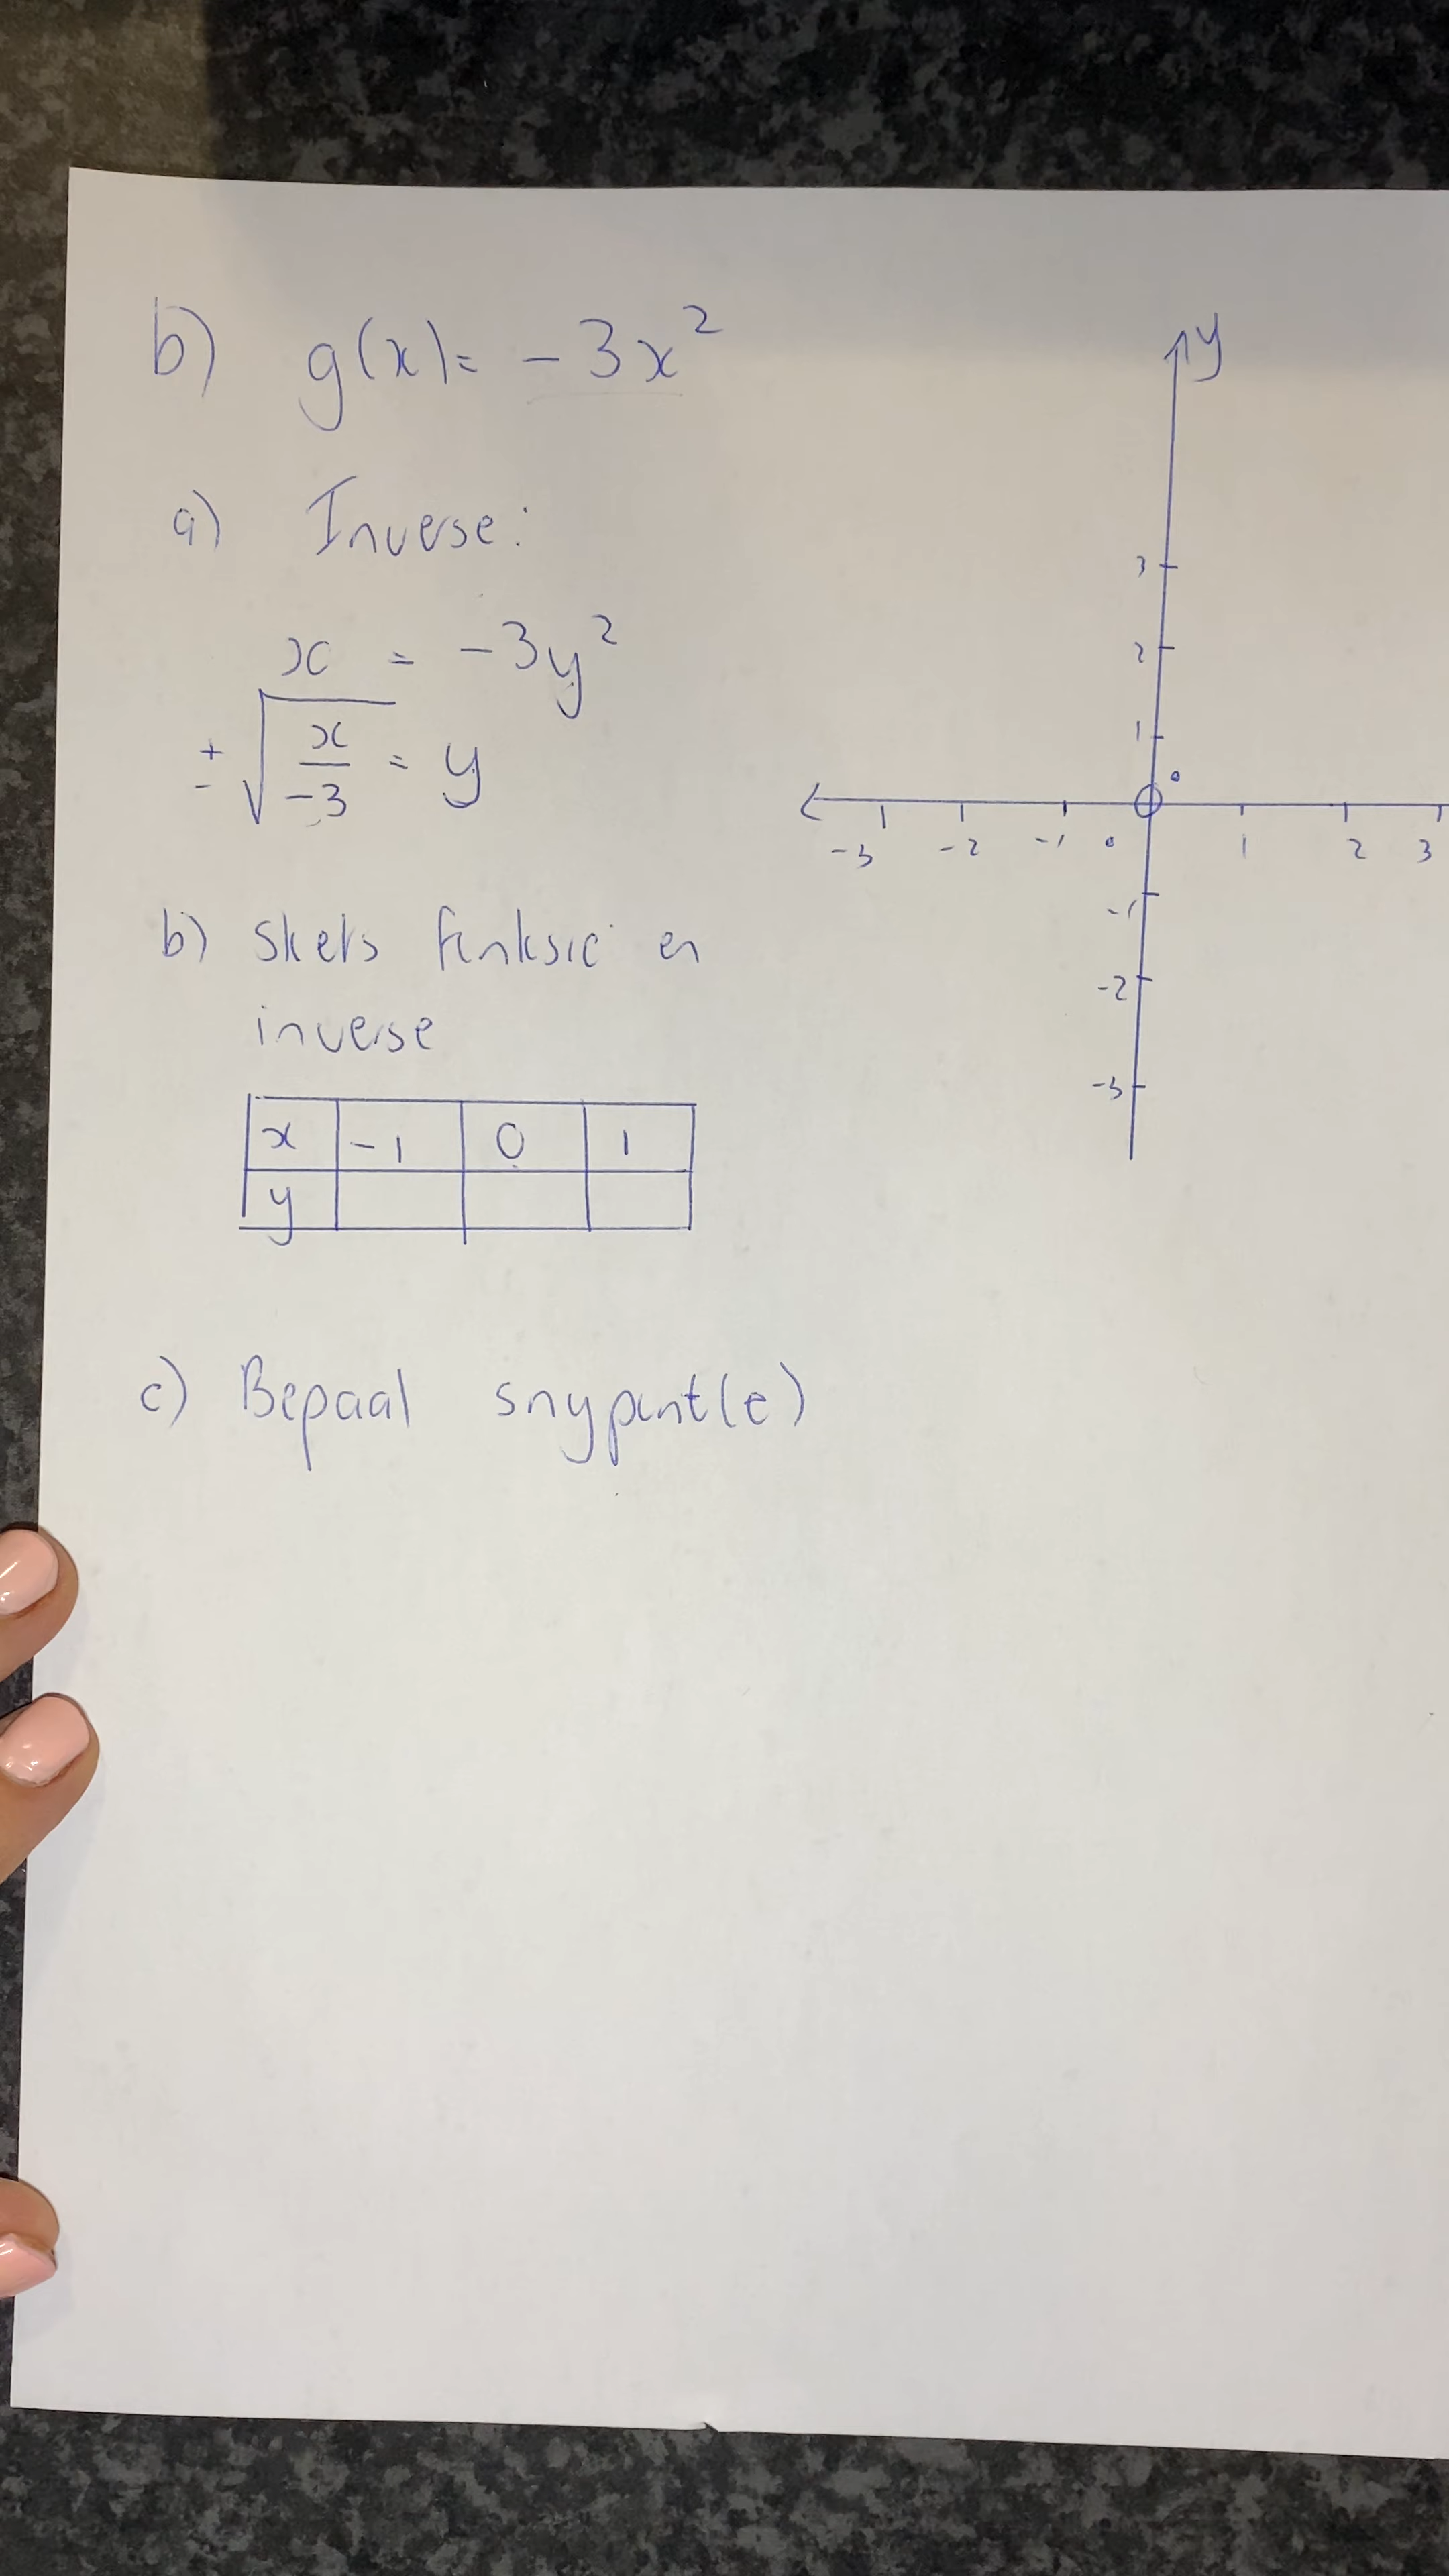 b) g(x) = -3x²
a) Inverse:
x = -3y²
± √(x/-3) = y
b) Skets funksie en
inverse
x -1 0 1
y
c) Bepaal snypunt(e)
y
3
2
1
0
-3 -2 -1 0 1 2 3
-1
-2
-3